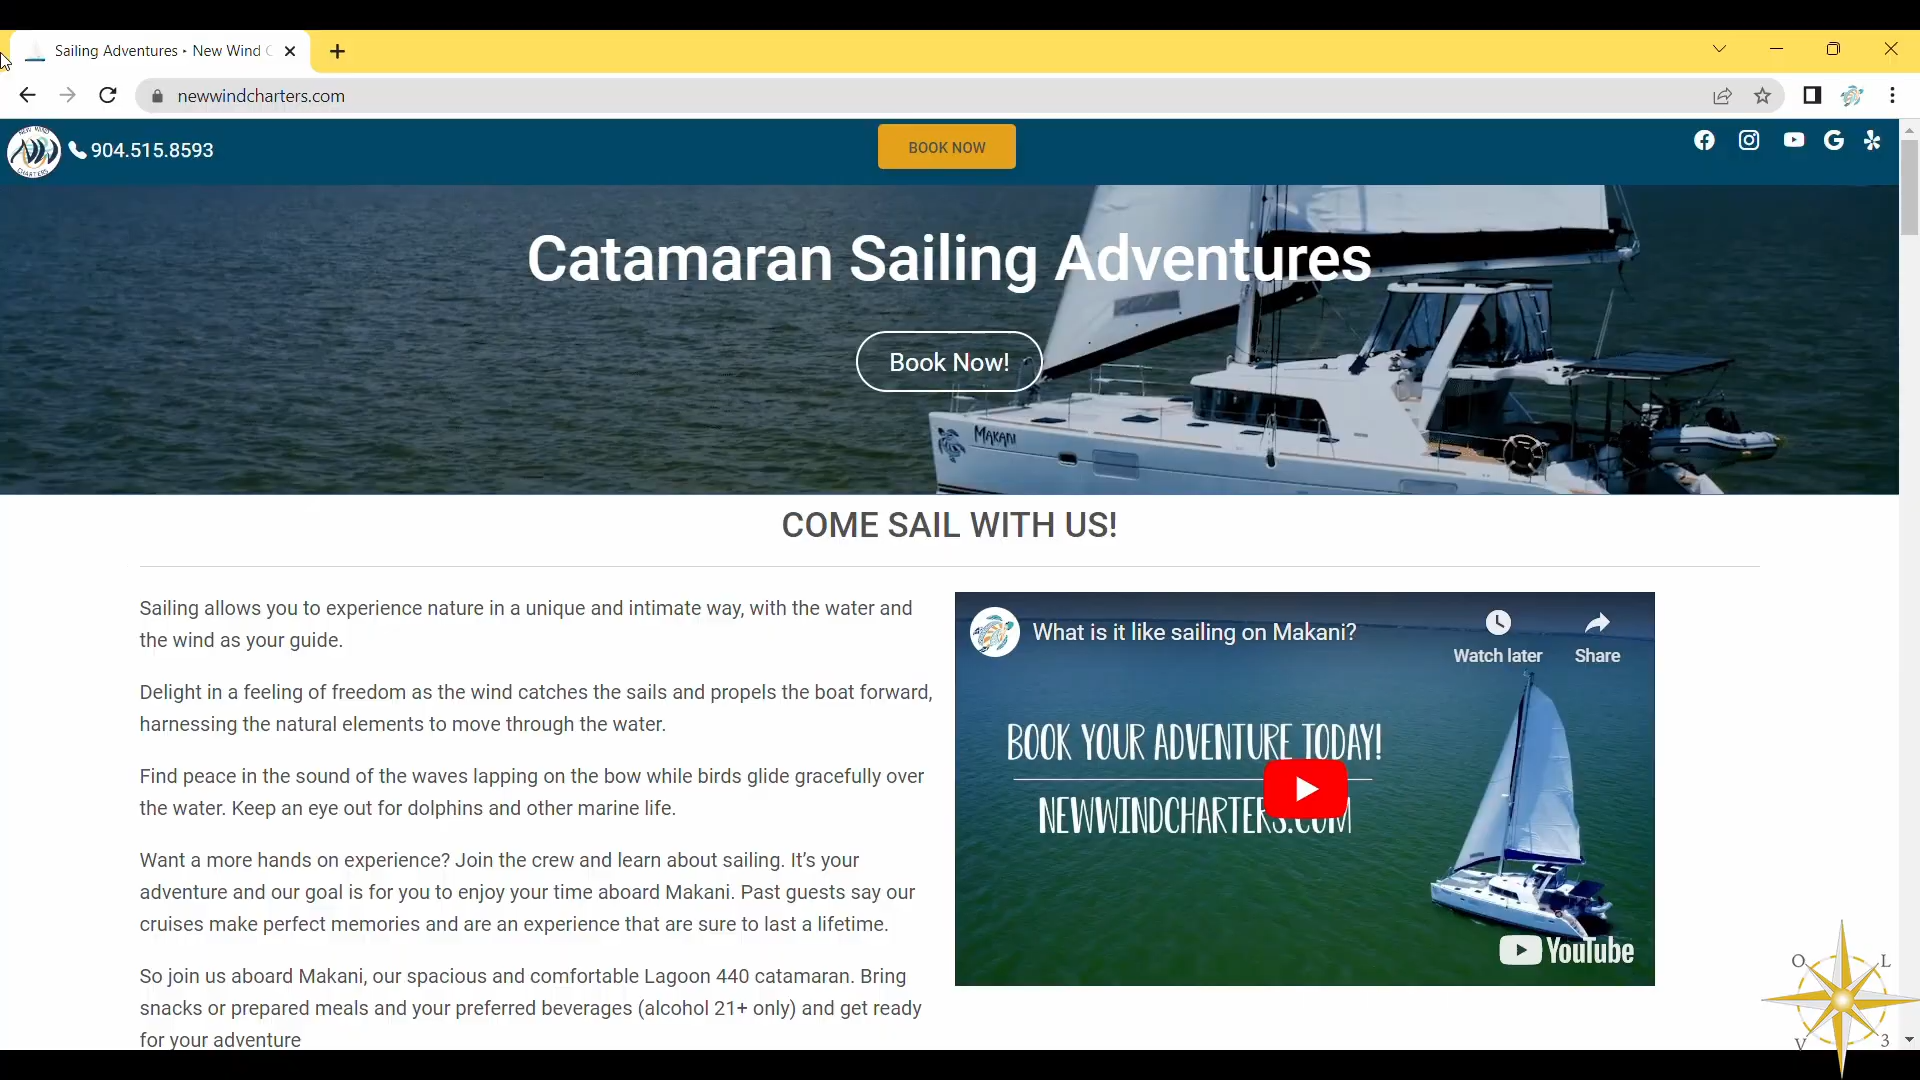 Sailing Adventures • New Wind C
newwindcharters.com
NEW WIND
CHARTERS
904.515.8593
BOOK NOW
Catamaran Sailing Adventures
Book Now!
MAKANI
COME SAIL WITH US!
Sailing allows you to experience nature in a unique and intimate way, with the water and
the wind as your guide.
Delight in a feeling of freedom as the wind catches the sails and propels the boat forward,
harnessing the natural elements to move through the water.
Find peace in the sound of the waves lapping on the bow while birds glide gracefully over
the water. Keep an eye out for dolphins and other marine life.
Want a more hands on experience? Join the crew and learn about sailing. It’s your
adventure and our goal is for you to enjoy your time aboard Makani. Past guests say our
cruises make perfect memories and are an experience that are sure to last a lifetime.
So join us aboard Makani, our spacious and comfortable Lagoon 440 catamaran. Bring
snacks or prepared meals and your preferred beverages (alcohol 21+ only) and get ready
for your adventure
What is it like sailing on Makani?
Watch later
Share
BOOK YOUR ADVENTURE TODAY!
NEWWINDCHARTERS.COM
YouTube
O L
V 3